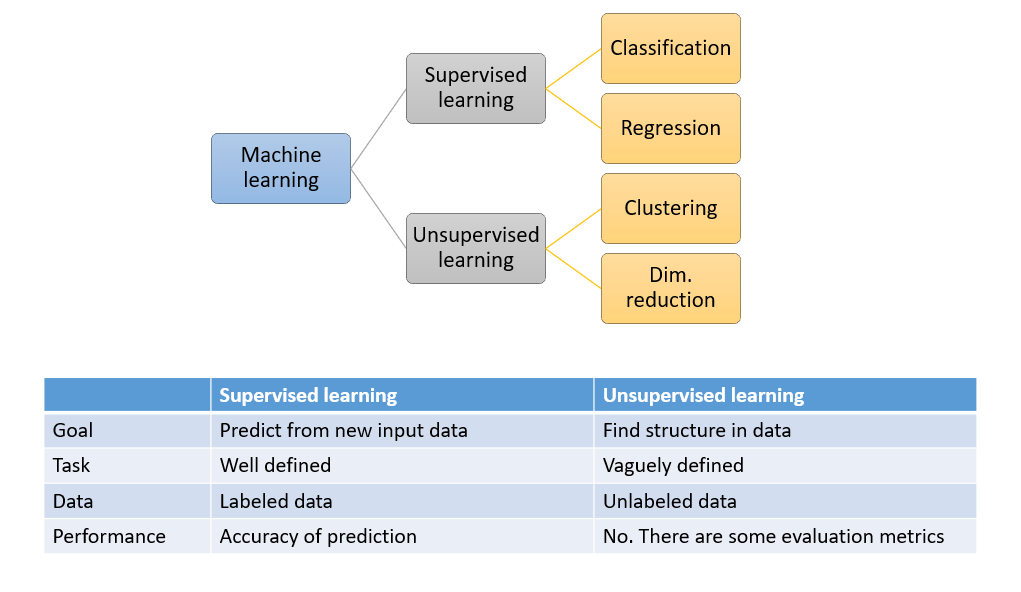 Machine
learning
Supervised
learning
Unsupervised
learning
Classification
Regression
Clustering
Dim.
reduction
Supervised learning Unsupervised learning
Goal Predict from new input data Find structure in data
Task Well defined Vaguely defined
Data Labeled data Unlabeled data
Performance Accuracy of prediction No. There are some evaluation metrics